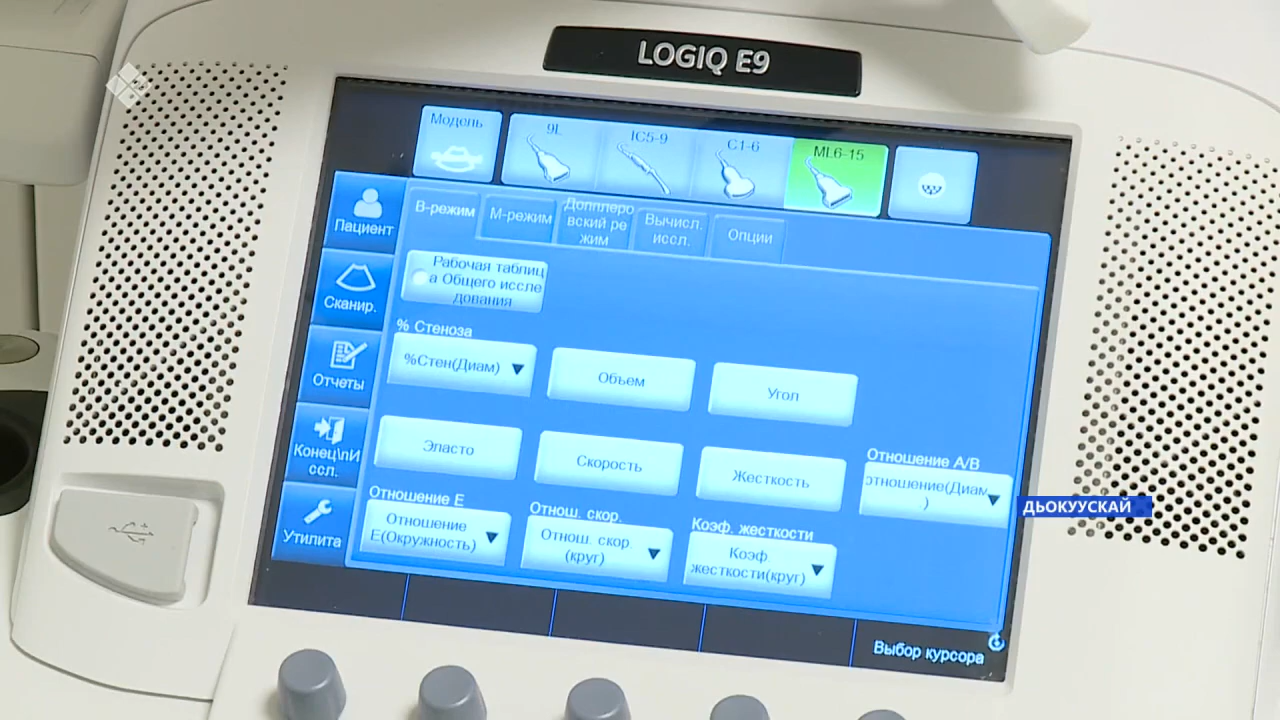 LOGIQ E9
Модель
9L
IC5-9
C1-6
ML6-15
Пациент
Сканир.
Отчеты
Конец\nИ
ссл.
Утилита
В-режим
М-режим
Допплеро
вский ре
жим
Вычисл.
иссл.
Опции
Рабочая таблиц
а Общего иссле
дования
% Стеноза
%Стен(Диам)
Объем
Угол
Эласто
Скорость
Жесткость
Отношение A/B
отношение(Диам
)
Отношение E
Отношение
E(Окружность)
Отнош. скор.
Отнош. скор.
(круг)
Коэф. жесткости
Коэф
жесткости(круг)
Выбор курсора
ДЬОКУУСКАЙ